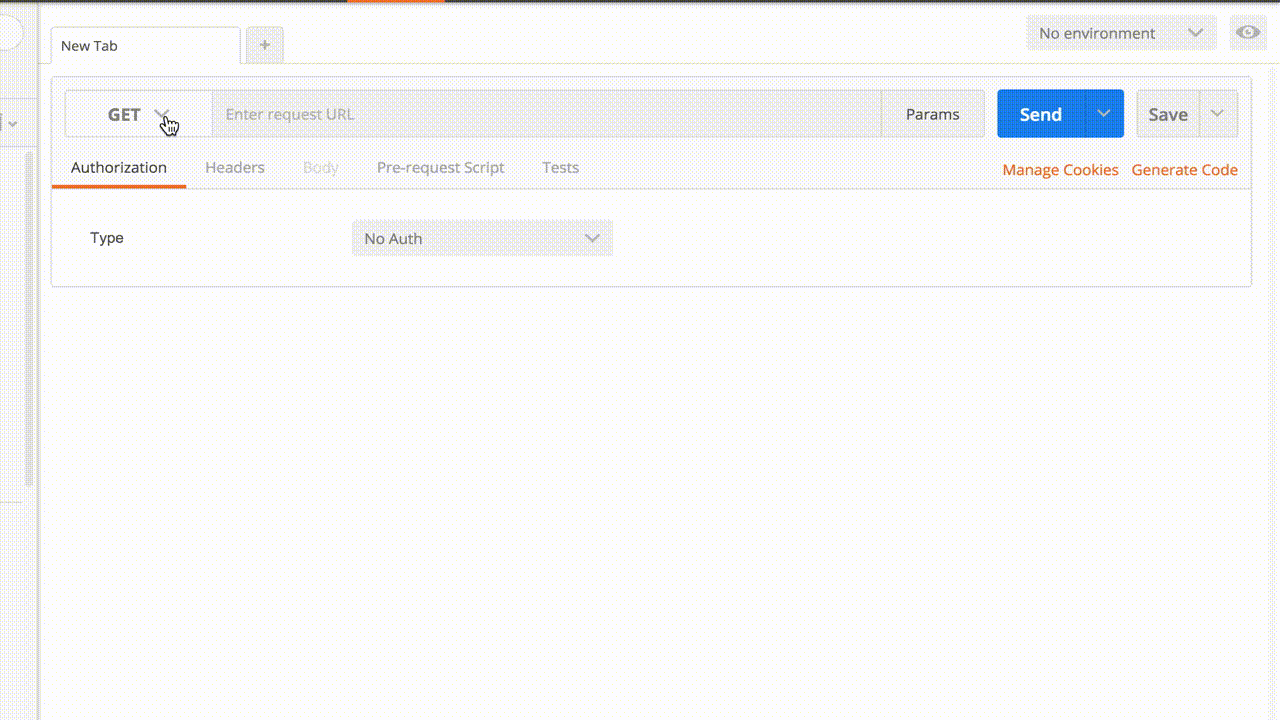 New Tab
+
No environment
GET
Enter request URL
Params
Send
Save
Authorization
Headers
Body
Pre-request Script
Tests
Manage Cookies
Generate Code
Type
No Auth